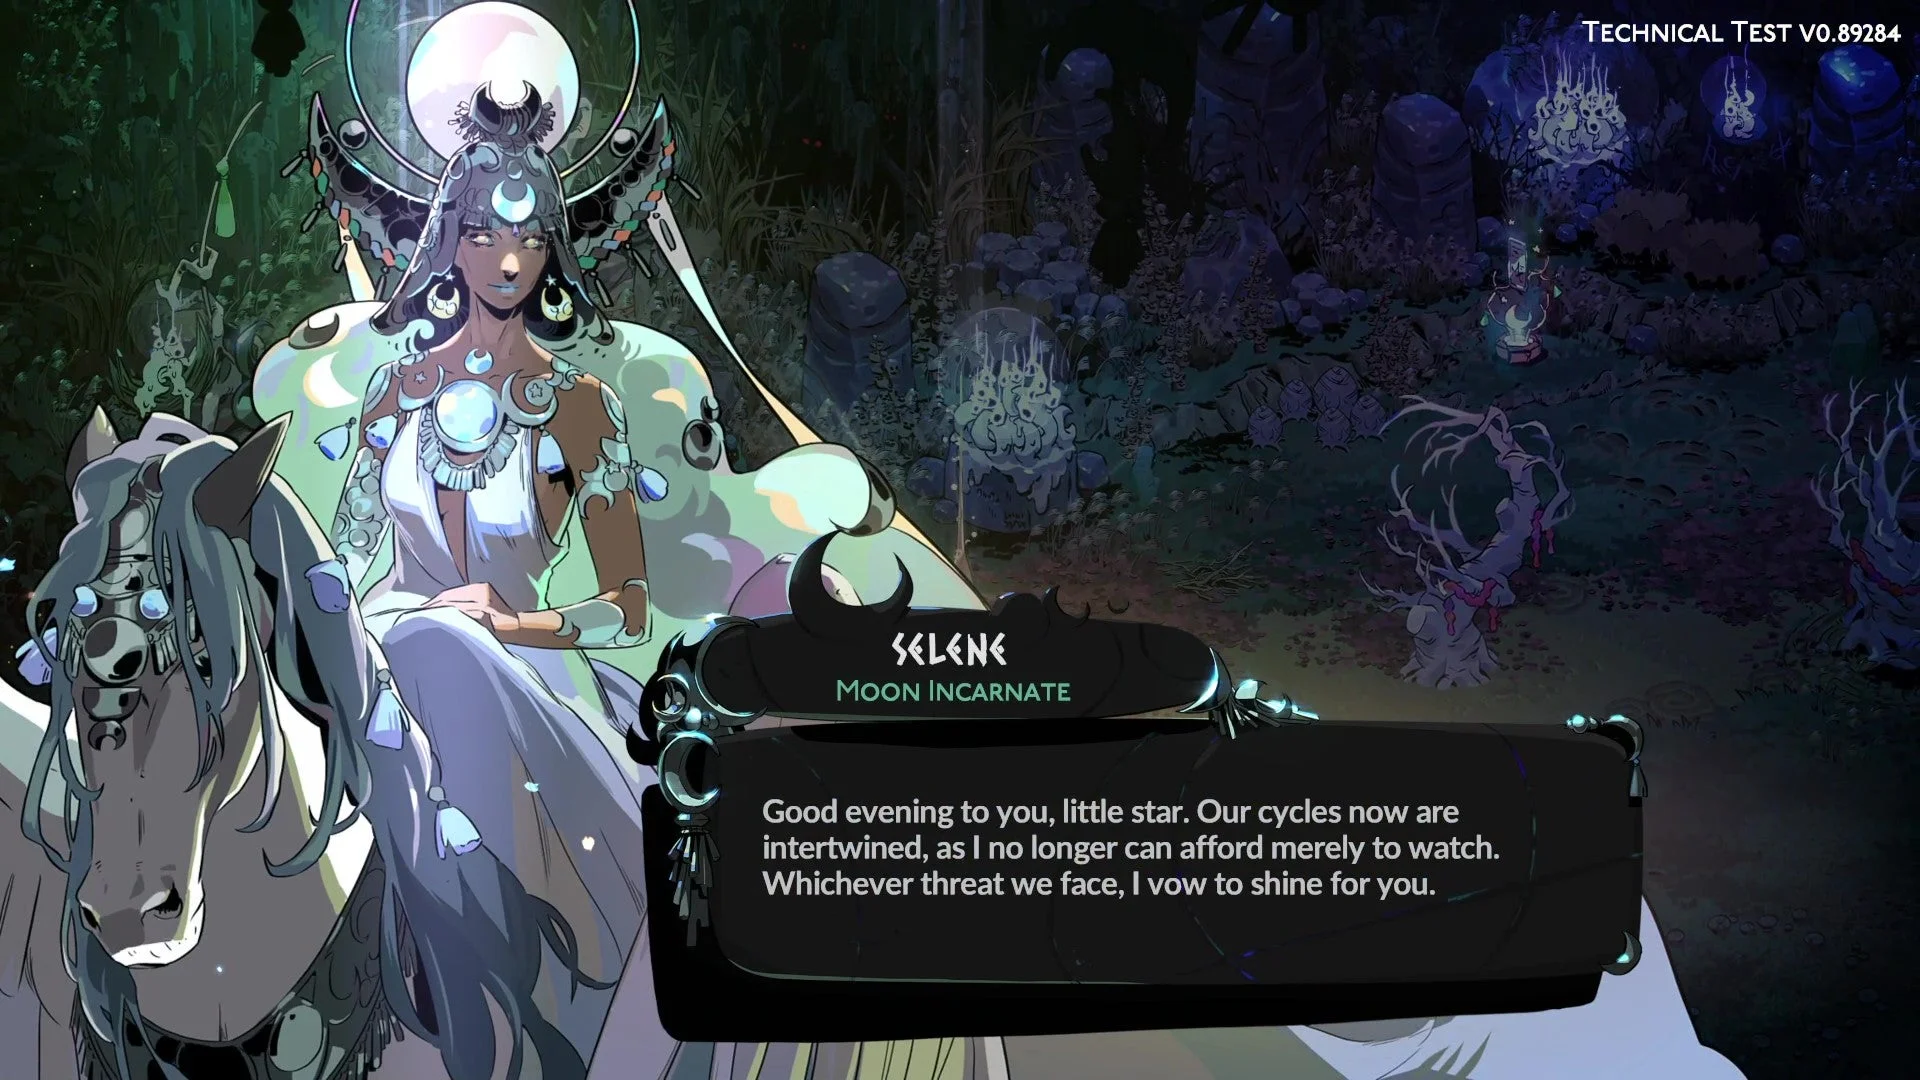 TECHNICAL TEST V0.89284
SELENE
MOON INCARNATE
Good evening to you, little star. Our cycles now are
intertwined, as I no longer can afford merely to watch.
Whichever threat we face, I vow to shine for you.